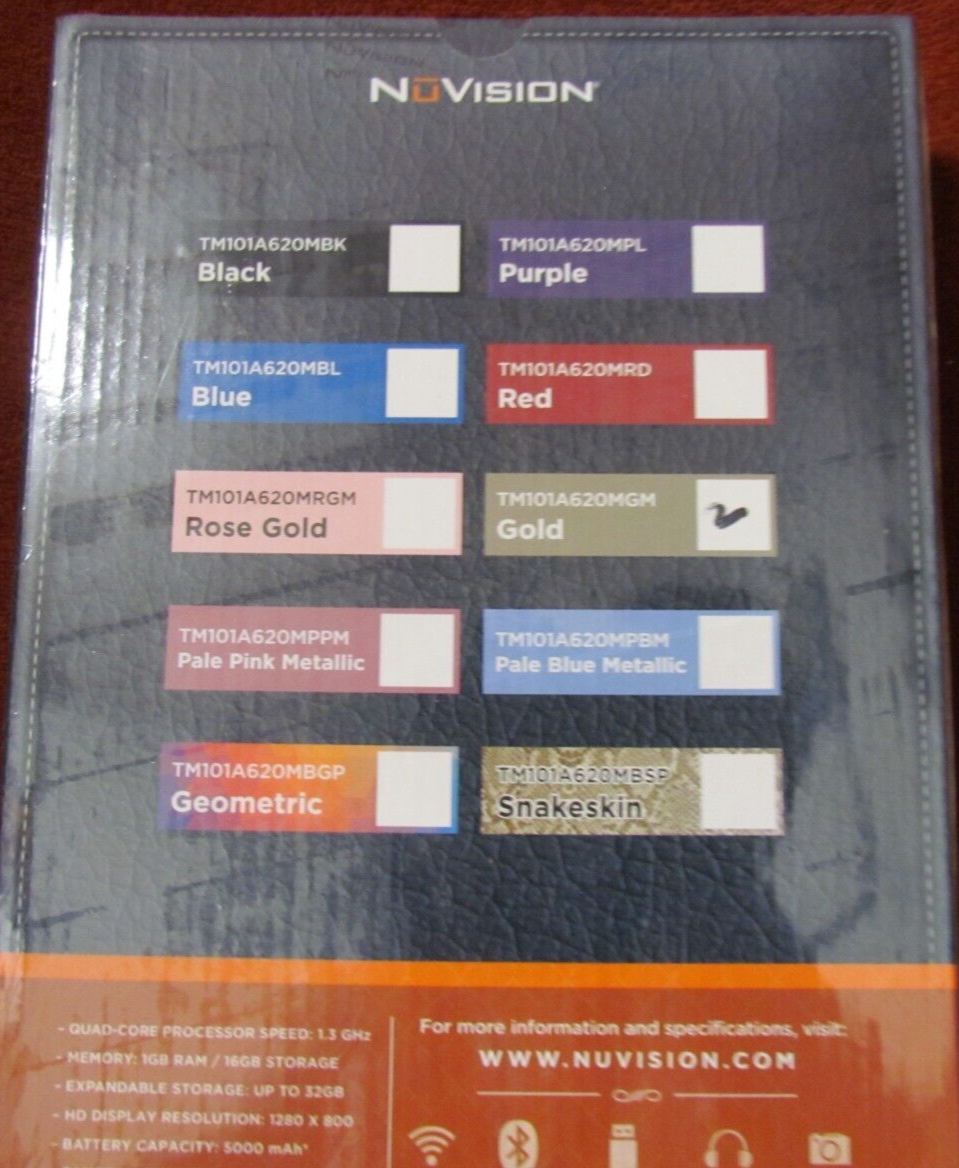 NūVISION
TM101A620MBK
Black
TM101A620MPL
Purple
TM101A620MBL
Blue
TM101A620MRD
Red
TM101A620MRGM
Rose Gold
TM101A620MGM
Gold
TM101A620MPPM
Pale Pink Metallic
TM101A620MPBM
Pale Blue Metallic
TM101A620MBGP
Geometric
TM101A620MBSP
Snakeskin
- QUAD-CORE PROCESSOR SPEED: 1.3 GHz
- MEMORY: 1GB RAM / 16GB STORAGE
- EXPANDABLE STORAGE: UP TO 32GB
- HD DISPLAY RESOLUTION: 1280 X 800
- BATTERY CAPACITY: 5000 mAh*
For more information and specifications, visit:
WWW.NUVISION.COM